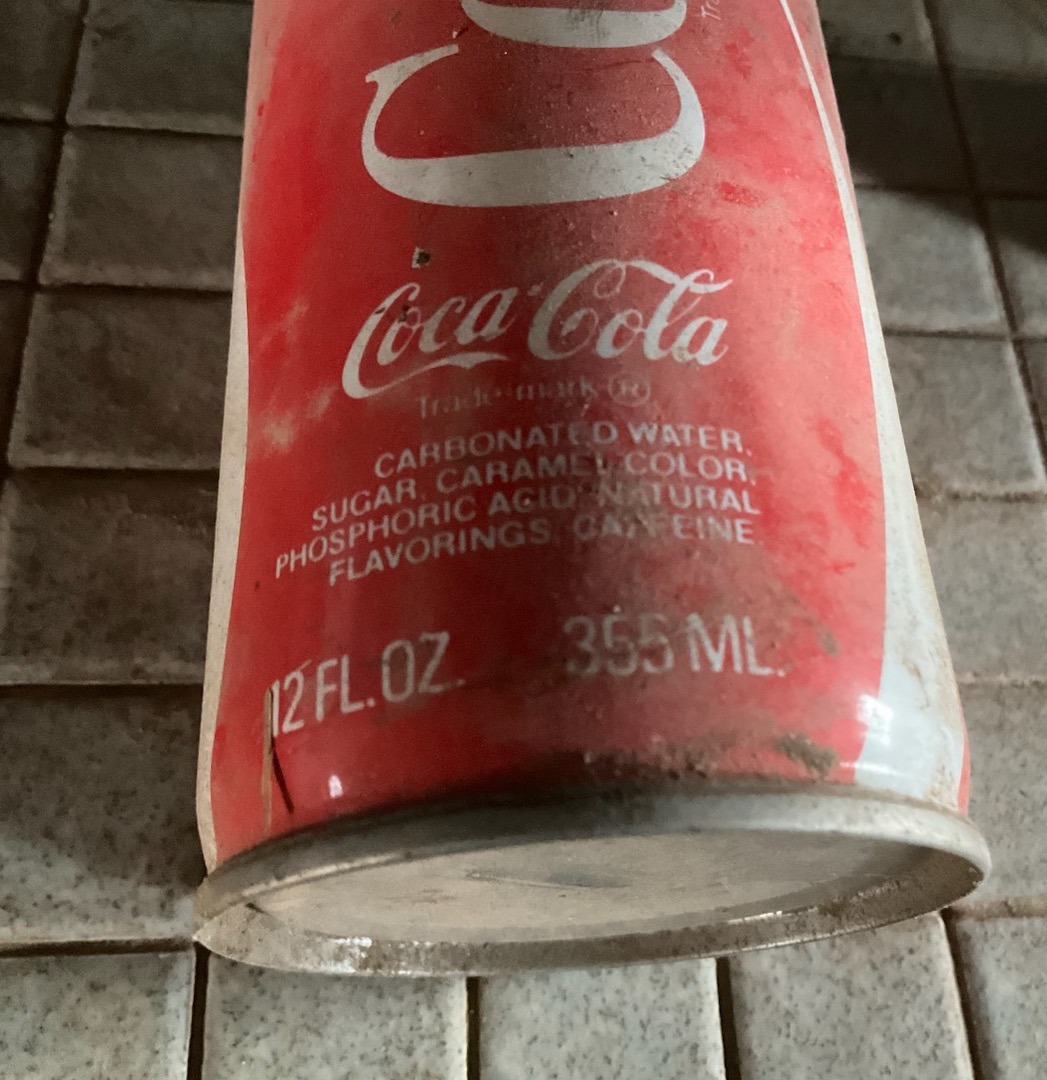 Coca-Cola
Trade-mark ®
CARBONATED WATER,
SUGAR, CARAMEL COLOR,
PHOSPHORIC ACID, NATURAL
FLAVORINGS, CAFFEINE.
12 FL. OZ. 355 ML.